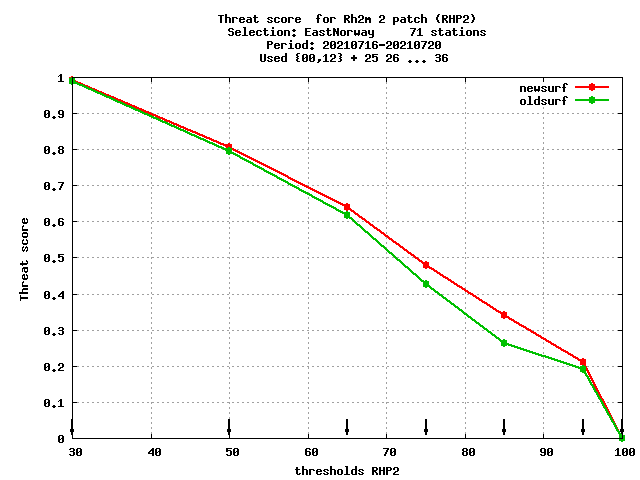 Threat score  for Rh2m 2 patch (RHP2)
Selection: EastNorway     71 stations
Period: 20210716-20210720
Used {00,12} + 25 26 ... 36
newsurf
oldsurf
1
0.9
0.8
0.7
0.6
0.5
0.4
0.3
0.2
0.1
0
Threat score
30 40 50 60 70 80 90 100
thresholds RHP2